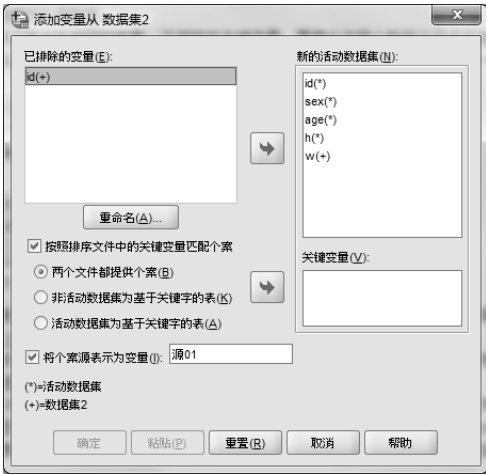 添加变量从 数据集2
已排除的变量(E):
id(+)
重命名(A)...
按照排序文件中的关键变量匹配个案
两个文件都提供个案(B)
非活动数据集为基于关键字的表(K)
活动数据集为基于关键字的表(A)
将个案源表示为变量(I): 源01
新的活动数据集(N):
id(*)
sex(*)
age(*)
h(*)
w(+)
关键变量(V):
(*)=活动数据集
(+)=数据集2
确定 粘贴(P) 重置(R) 取消 帮助